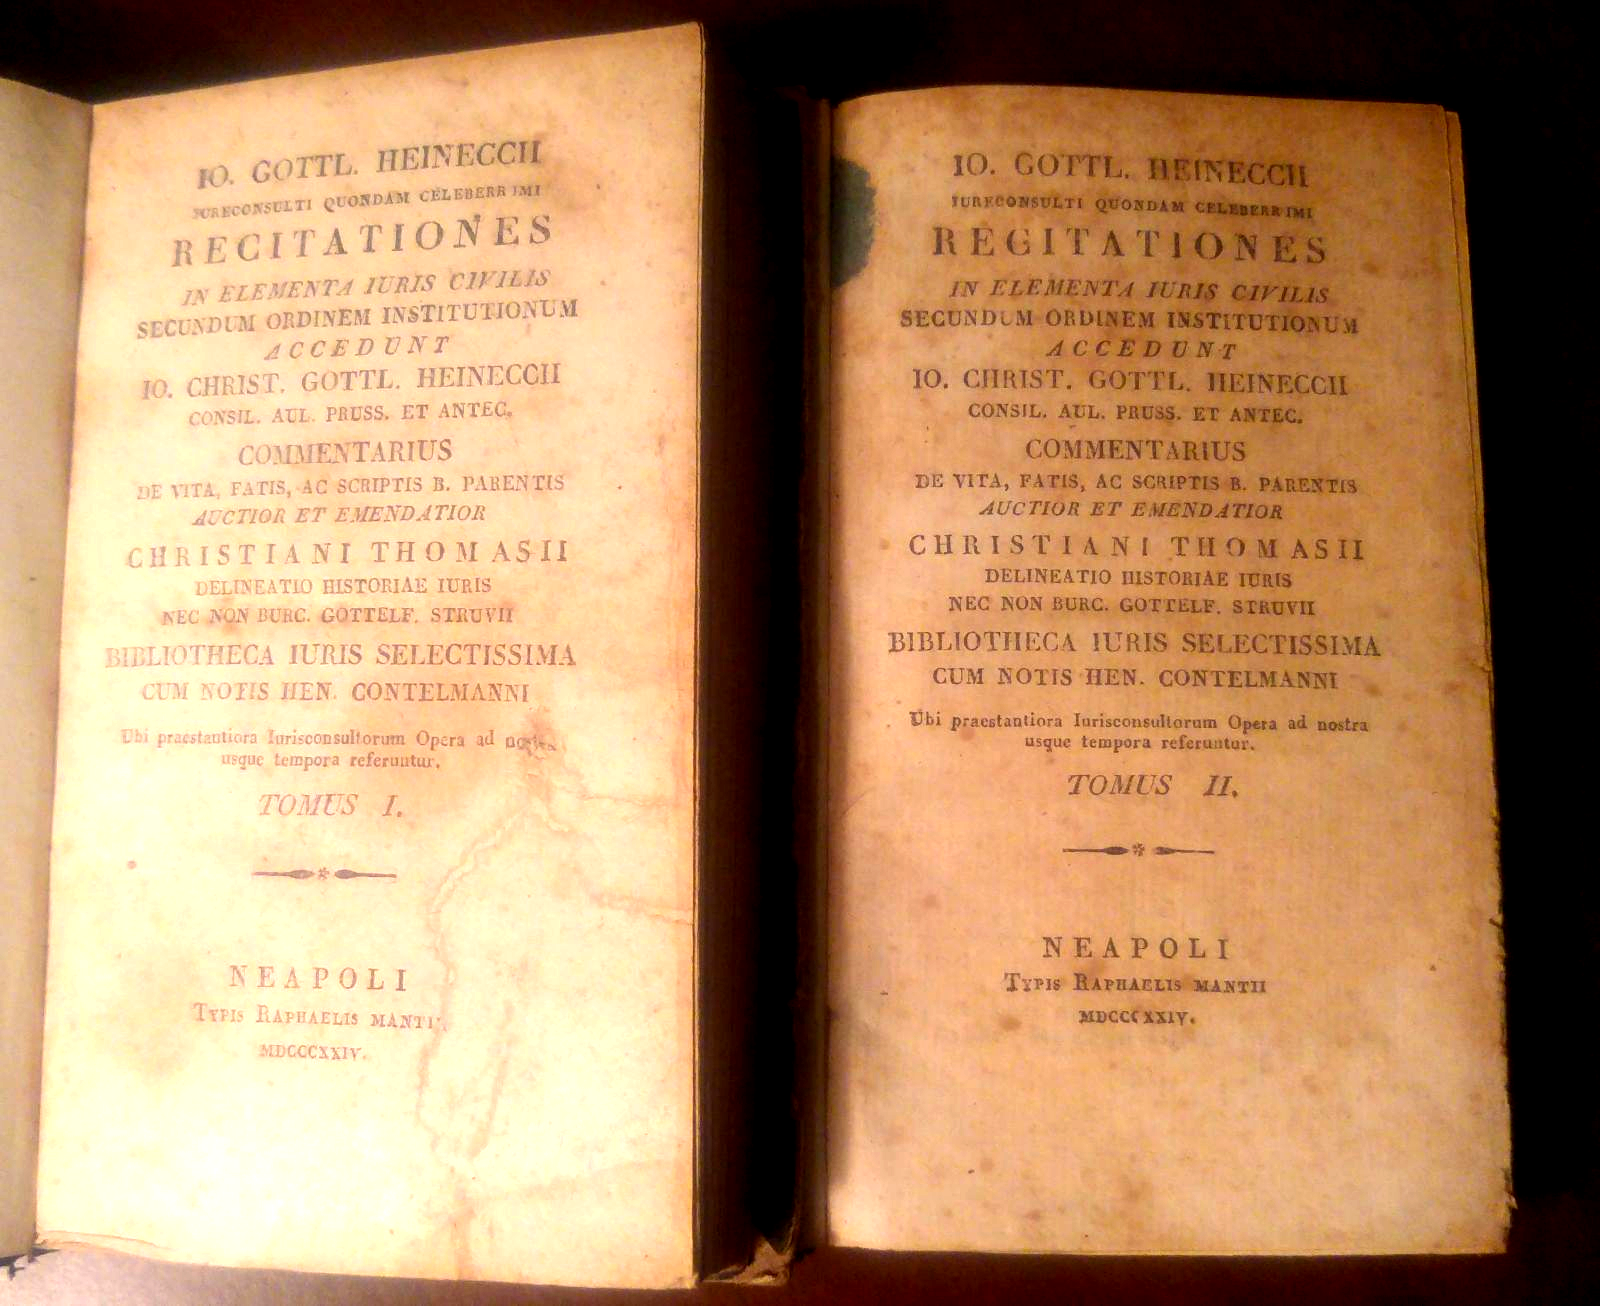 IO. GOTTL. HEINECCII
IURECONSULTI QUONDAM CELEBERRIMI
RECITATIONES
IN ELEMENTA IURIS CIVILIS
SECUNDUM ORDINEM INSTITUTIONUM
ACCEDUNT
IO. CHRIST. GOTTL. HEINECCII
CONSIL. AUL. PRUSS. ET ANTEC.
COMMENTARIUS
DE VITA, FATIS, AC SCRIPTIS B. PARENTIS
AUCTIOR ET EMENDATIOR
CHRISTIANI THOMASII
DELINEATIO HISTORIAE IURIS
NEC NON BURC. GOTTELF. STRUVII
BIBLIOTHECA IURIS SELECTISSIMA
CUM NOTIS HEN. CONTELMANNI
Ubi praestantiora Iurisconsultorum Opera ad nostra
usque tempora referuntur.
TOMUS I.
NEAPOLI
TYPIS RAPHAELIS MANTII
MDCCCXXIV.
IO. GOTTL. HEINECCII
IURECONSULTI QUONDAM CELEBERRIMI
RECITATIONES
IN ELEMENTA IURIS CIVILIS
SECUNDUM ORDINEM INSTITUTIONUM
ACCEDUNT
IO. CHRIST. GOTTL. HEINECCII
CONSIL. AUL. PRUSS. ET ANTEC.
COMMENTARIUS
DE VITA, FATIS, AC SCRIPTIS B. PARENTIS
AUCTIOR ET EMENDATIOR
CHRISTIANI THOMASII
DELINEATIO HISTORIAE IURIS
NEC NON BURC. GOTTELF. STRUVII
BIBLIOTHECA IURIS SELECTISSIMA
CUM NOTIS HEN. CONTELMANNI
Ubi praestantiora Iurisconsultorum Opera ad nostra
usque tempora referuntur.
TOMUS II.
NEAPOLI
TYPIS RAPHAELIS MANTII
MDCCCXXIV.